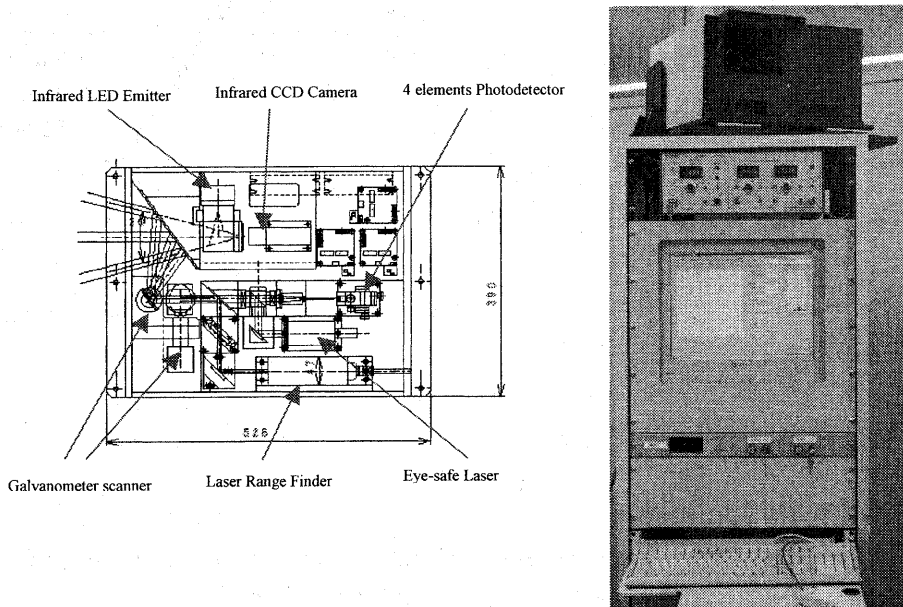 Infrared LED Emitter
Infrared CCD Camera
4 elements Photodetector
390
526
Galvanometer scanner
Laser Range Finder
Eye-safe Laser